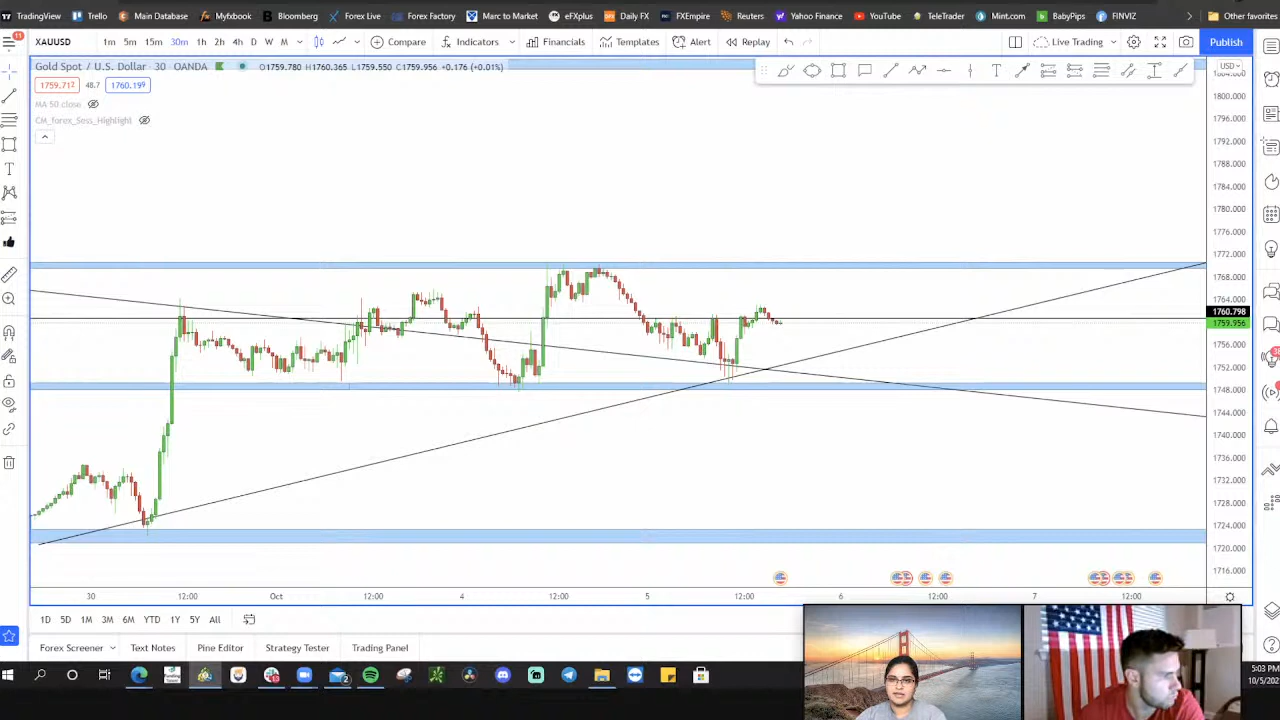 TradingView Trello Main Database Myfxbook Bloomberg Forex Live Forex Factory Marc to Market eFXplus Daily FX FXEmpire Reuters Yahoo Finance YouTube TeleTrader Mint.com BabyPips FINVIZ Other favorites
11 XAUUSD 1m 5m 15m 30m 1h 2h 4h D W M Compare Indicators Financials Templates Alert Replay Live Trading Publish
Gold Spot / U.S. Dollar · 30 · OANDA O1759.780 H1760.365 L1759.550 C1759.956 +0.176 (+0.01%) USD
1759.717 48.7 1760.199
MA 50 close
CM_forex_Sess_Highlight
1800.000
1796.000
1792.000
1788.000
1784.000
1780.000
1776.000
1772.000
1768.000
1764.000
1760.798
1759.956
1756.000
1752.000
1748.000
1744.000
1740.000
1736.000
1732.000
1728.000
1724.000
1720.000
1716.000
30 12:00 Oct 12:00 4 12:00 5 12:00 6 12:00 7 12:00
1D 5D 1M 3M 6M YTD 1Y 5Y All
Forex Screener Text Notes Pine Editor Strategy Tester Trading Panel
5:03 PM